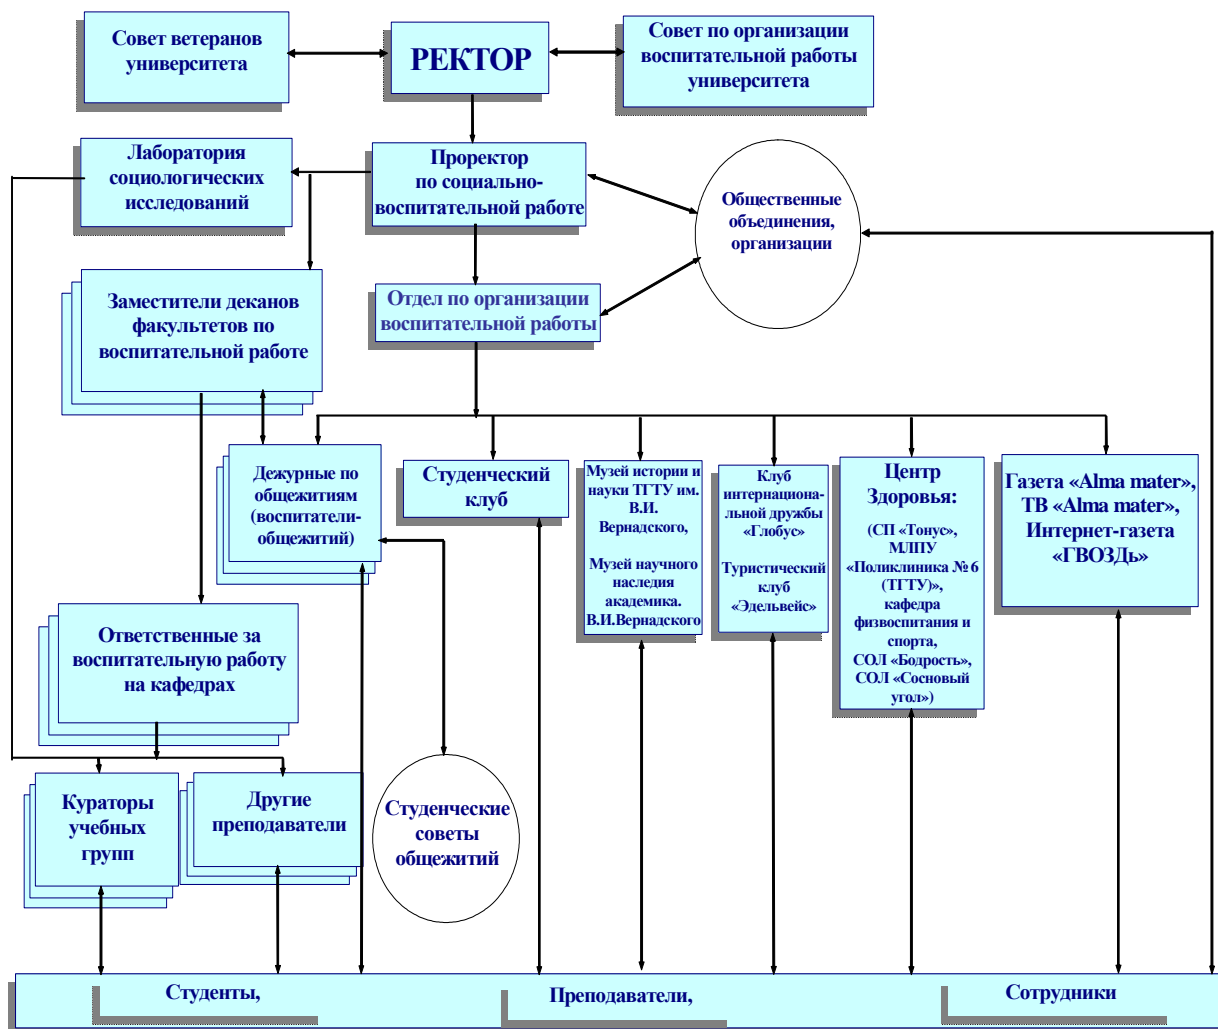 Совет ветеранов
университета
РЕКТОР
Совет по организации
воспитательной работы
университета
Лаборатория
социологических
исследований
Проректор
по социально-
воспитательной работе
Общественные
объединения,
организации
Заместители деканов
факультетов по
воспитательной работе
Отдел по организации
воспитательной работы
Дежурные по
общежитиям
(воспитатели-
общежитий)
Студенческий
клуб
Музей истории и
науки ТГТУ им.
В.И.
Вернадского,
Музей научного
наследия
академика.
В.И.Вернадского
Клуб
интернациона-
льной дружбы
«Глобус»
Туристический
клуб
«Эдельвейс»
Центр
Здоровья:
(СП «Тонус»,
МЛПУ
«Поликлиника №6
(ТГТУ)»,
кафедра
физвоспитания и
спорта,
СОЛ «Бодрость»,
СОЛ «Сосновый
угол»)
Газета «Alma mater»,
ТВ «Alma mater»,
Интернет-газета
«ГВОЗДь»
Ответственные за
воспитательную работу
на кафедрах
Кураторы
учебных
групп
Другие
преподаватели
Студенческие
советы
общежитий
Студенты,
Преподаватели,
Сотрудники